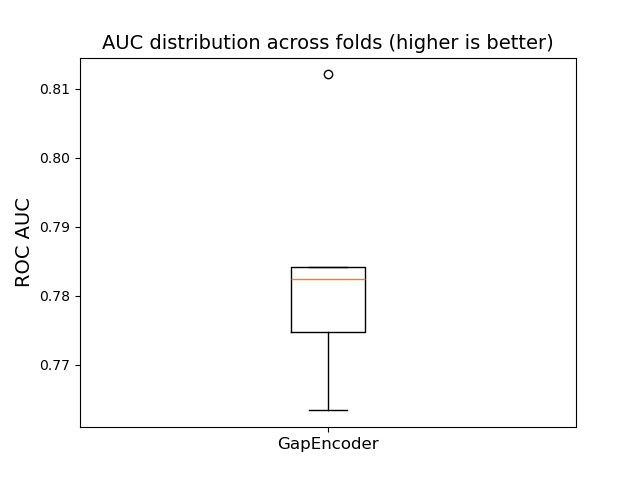 AUC distribution across folds (higher is better)
0.81
0.80
0.79
0.78
0.77
ROC AUC
GapEncoder